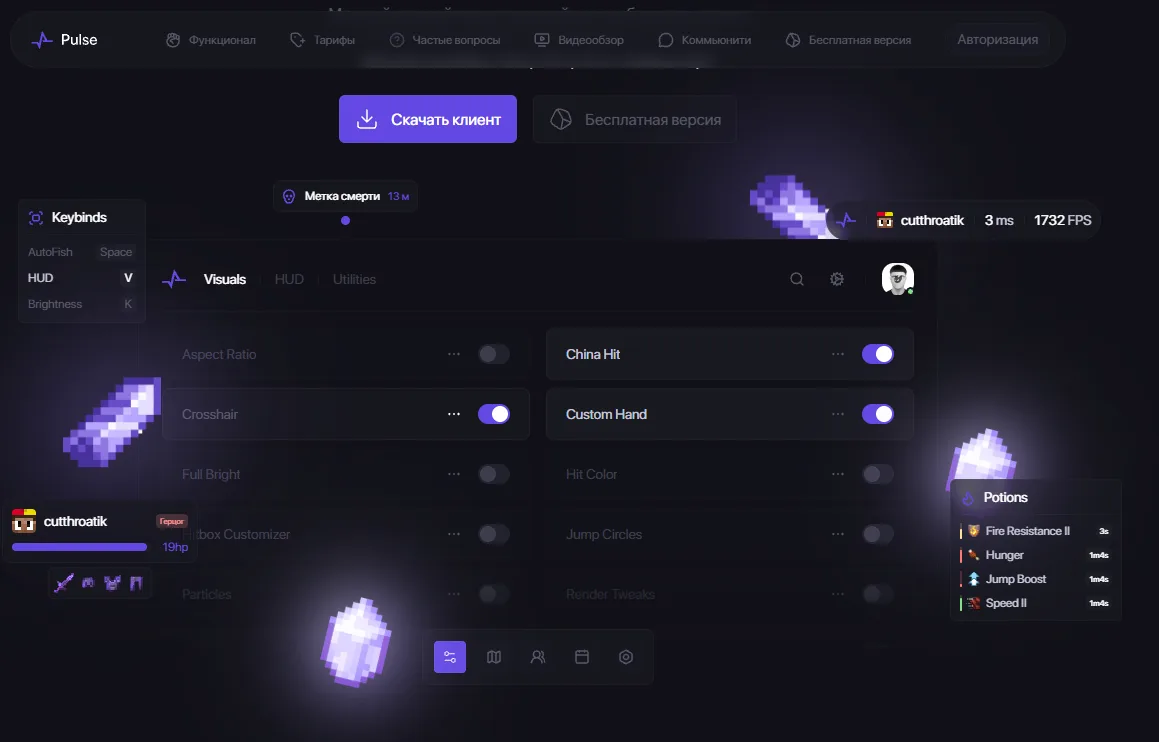 Pulse
Функционал
Тарифы
Частые вопросы
Видеообзор
Коммьюнити
Бесплатная версия
Авторизация
Скачать клиент
Бесплатная версия
Метка смерти 13 м
Keybinds
AutoFish Space
HUD V
Brightness K
cutthroatik 3 ms 1732 FPS
Visuals HUD Utilities
Aspect Ratio
China Hit
Crosshair
Custom Hand
Full Bright
Hit Color
Hitbox Customizer
Jump Circles
Particles
Render Tweaks
cutthroatik Герцог
19hp
Potions
Fire Resistance II 3s
Hunger 1m4s
Jump Boost 1m4s
Speed II 1m4s